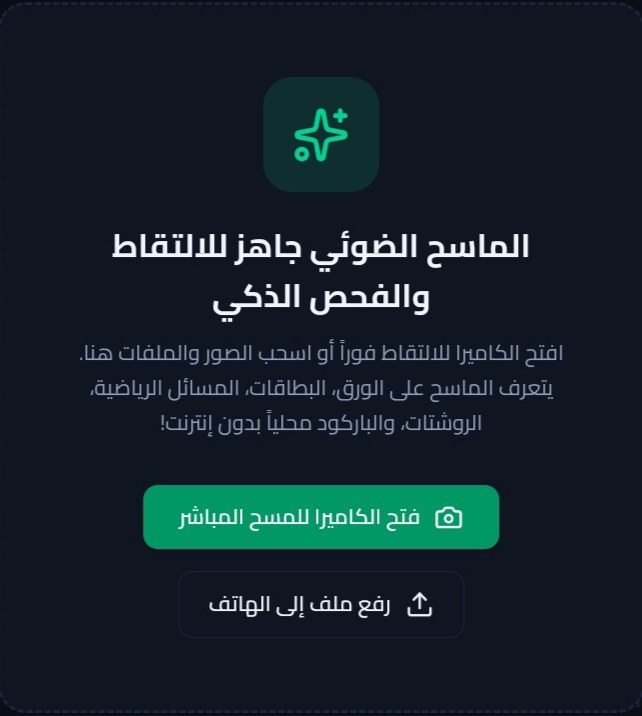 الماسح الضوئي جاهز للالتقاط
والفحص الذكي
افتح الكاميرا للالتقاط فوراً أو اسحب الصور والملفات هنا.
يتعرف الماسح على الورق، البطاقات، المسائل الرياضية،
الروشتات، والباركود محلياً بدون إنترنت!
فتح الكاميرا للمسح المباشر
رفع ملف إلى الهاتف